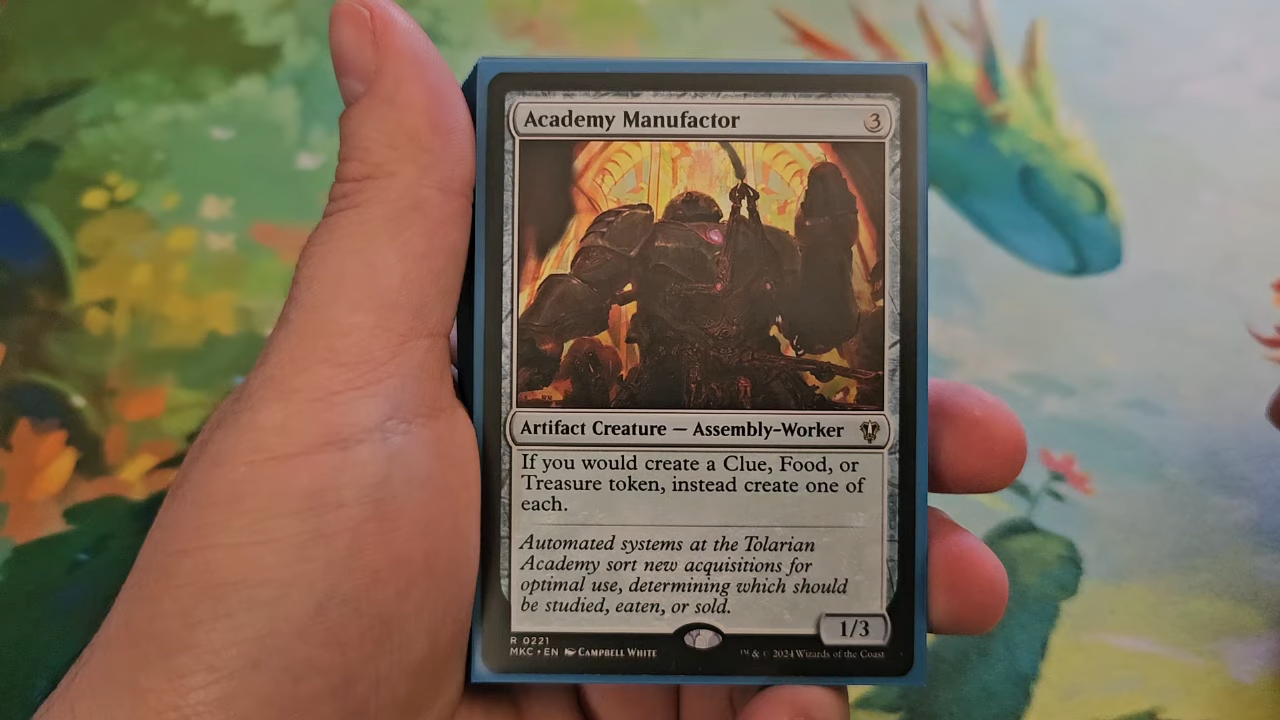 Academy Manufactor 3
Artifact Creature — Assembly-Worker
If you would create a Clue, Food, or
Treasure token, instead create one of
each.
Automated systems at the Tolarian
Academy sort new acquisitions for
optimal use, determining which should
be studied, eaten, or sold.
1/3
R 0221
MKC • EN CAMPBELL WHITE
™ & © 2024 Wizards of the Coast